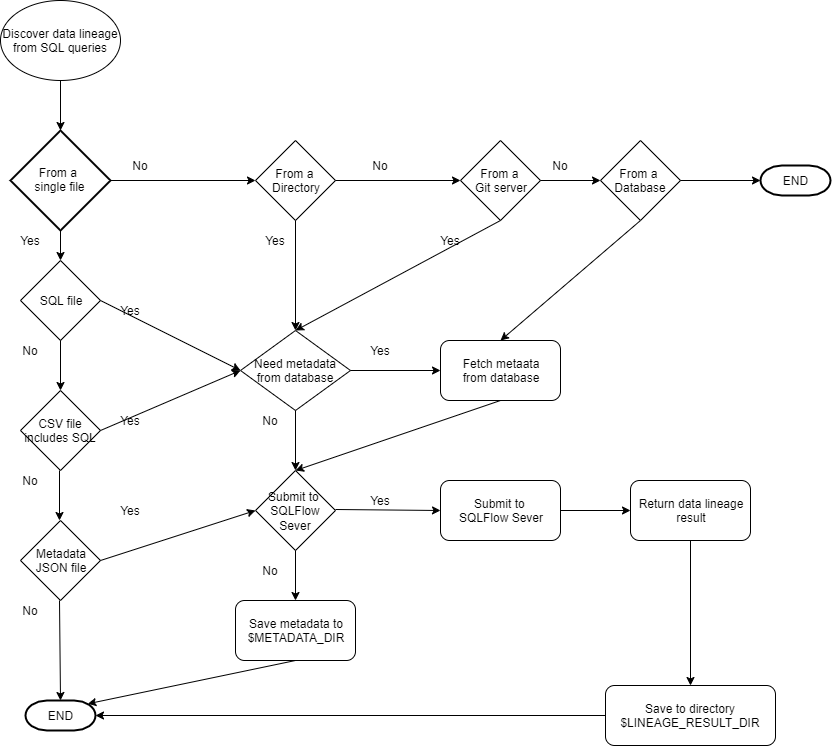 Discover data lineage
from SQL queries
No
No
No
From a
single file
From a
Directory
From a
Git server
From a
Database
END
Yes
Yes
Yes
SQL file
Yes
No
Need metadata
from database
Yes
Fetch metaata
from database
CSV file
includes SQL
Yes
No
No
Yes
Submit to
SQLFlow
Sever
Yes
Submit to
SQLFlow Sever
Return data lineage
result
Metadata
JSON file
No
No
Save metadata to
$METADATA_DIR
END
Save to directory
$LINEAGE_RESULT_DIR